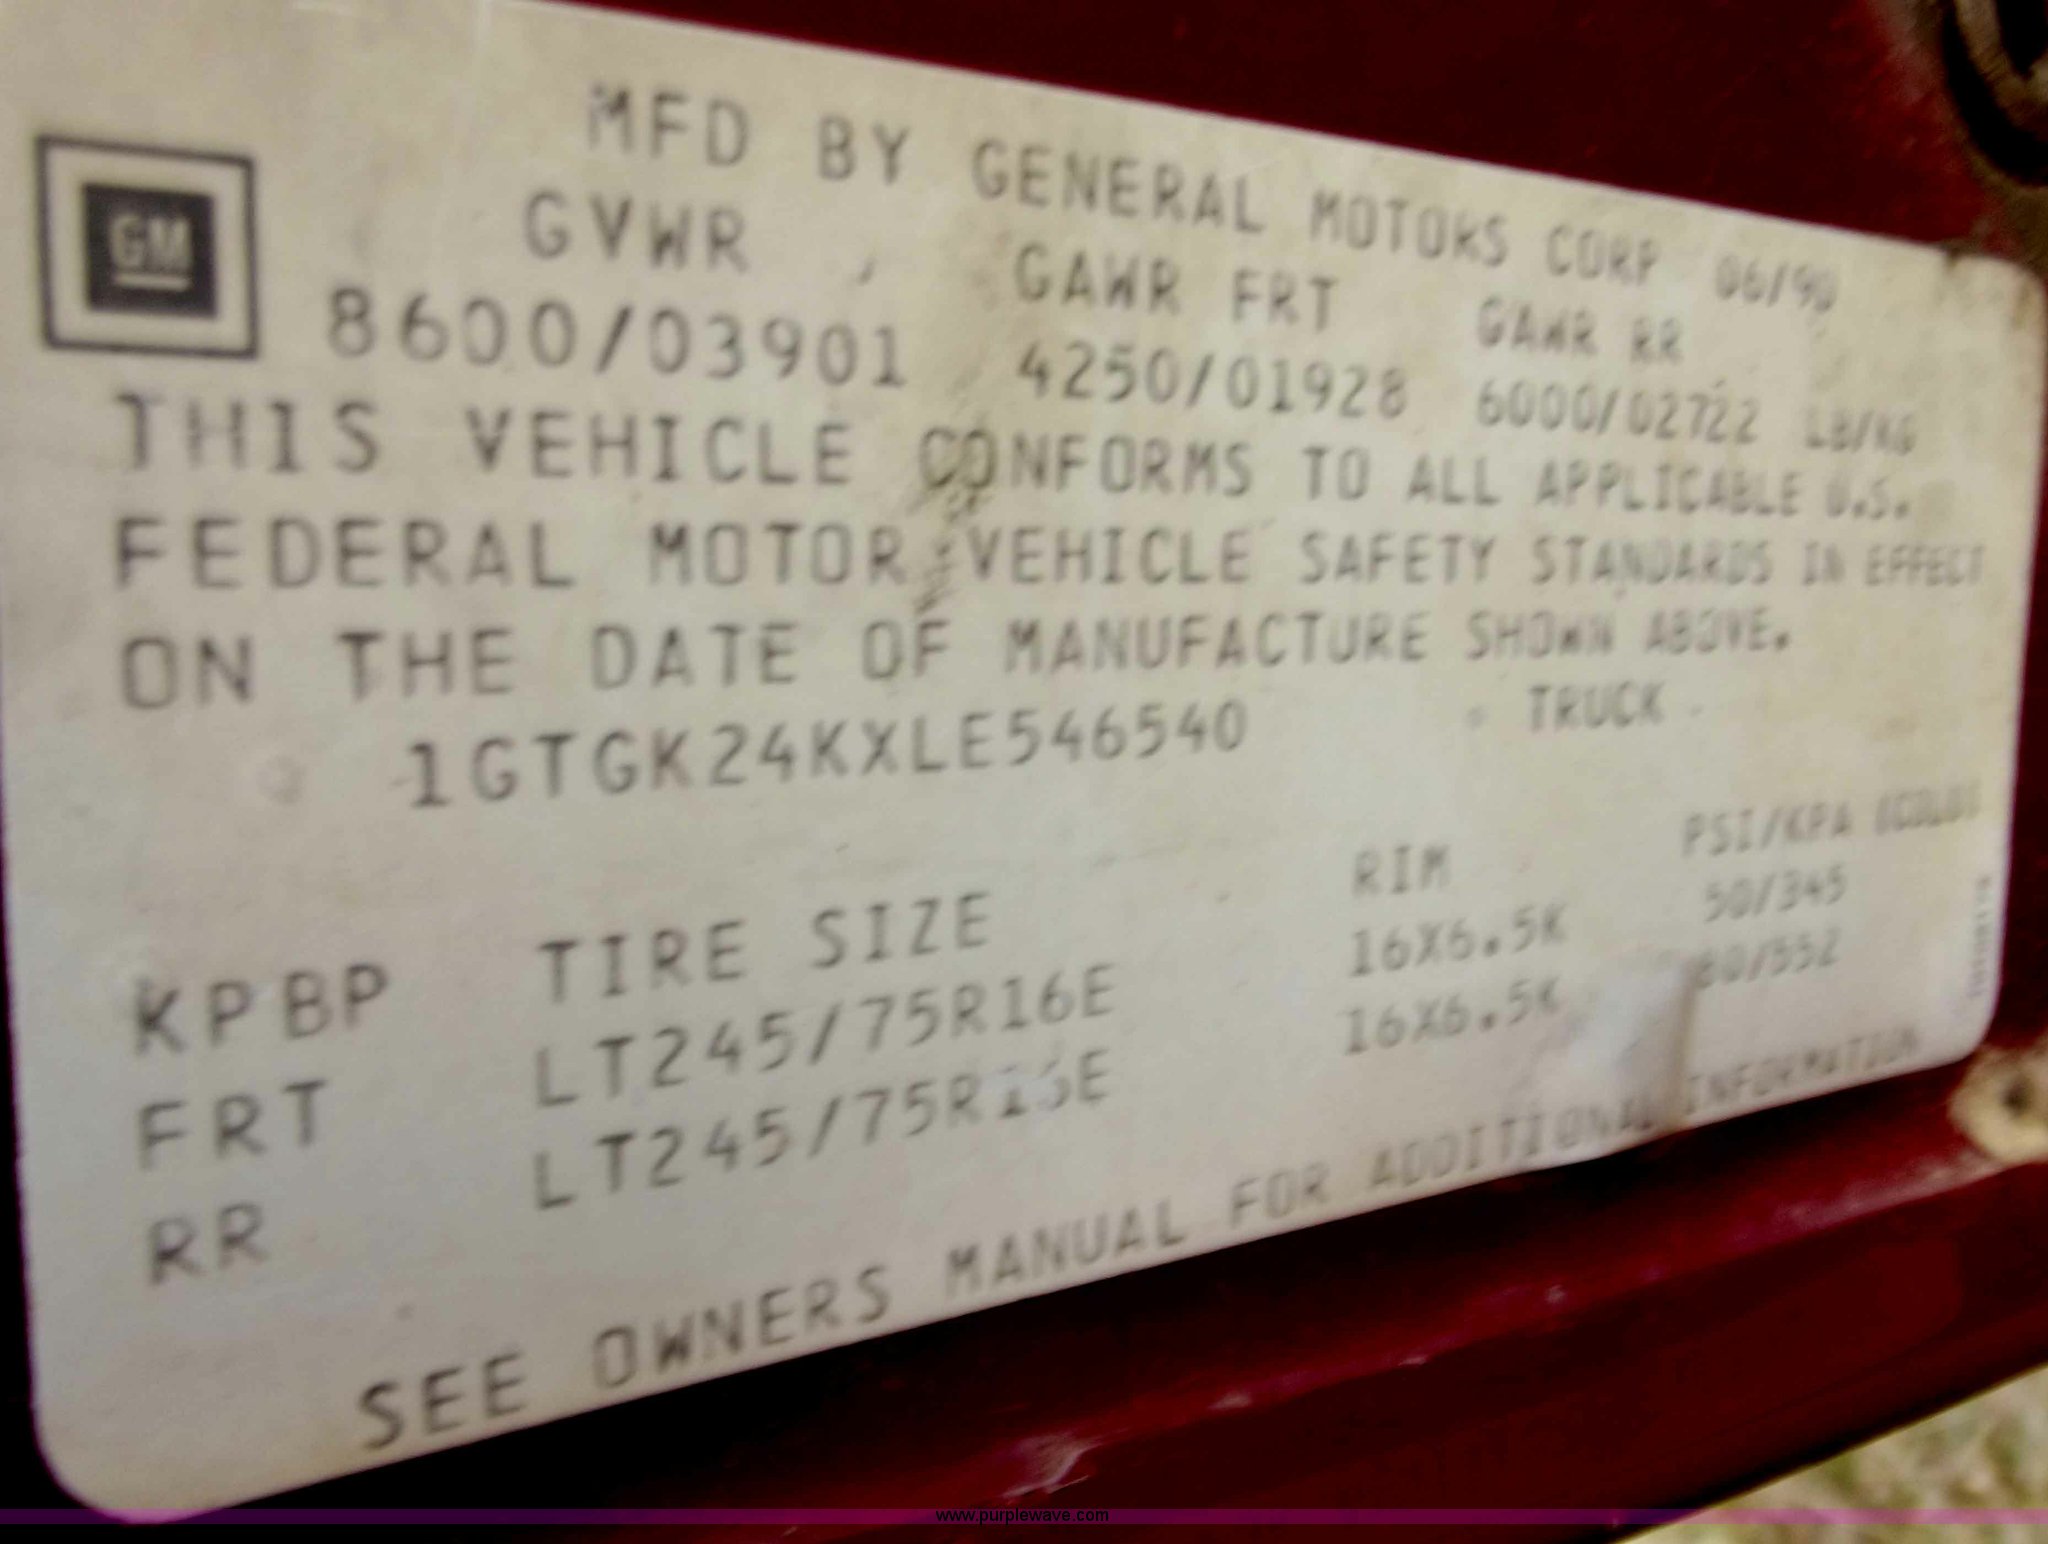 MFD BY GENERAL MOTORS CORP 06/90
GM
GVWR GAWR FRT GAWR RR
8600/03901 4250/01928 6000/02722 LB/KG
THIS VEHICLE CONFORMS TO ALL APPLICABLE U.S.
FEDERAL MOTOR VEHICLE SAFETY STANDARDS IN EFFECT
ON THE DATE OF MANUFACTURE SHOWN ABOVE.
1GTGK24KXLE546540 TRUCK
KPBP TIRE SIZE RIM PSI/KPA
FRT LT245/75R16E 16X6.5K 50/345
RR LT245/75R16E 16X6.5K 80/552
SEE OWNERS MANUAL FOR ADDITIONAL INFORMATION
www.purplewave.com